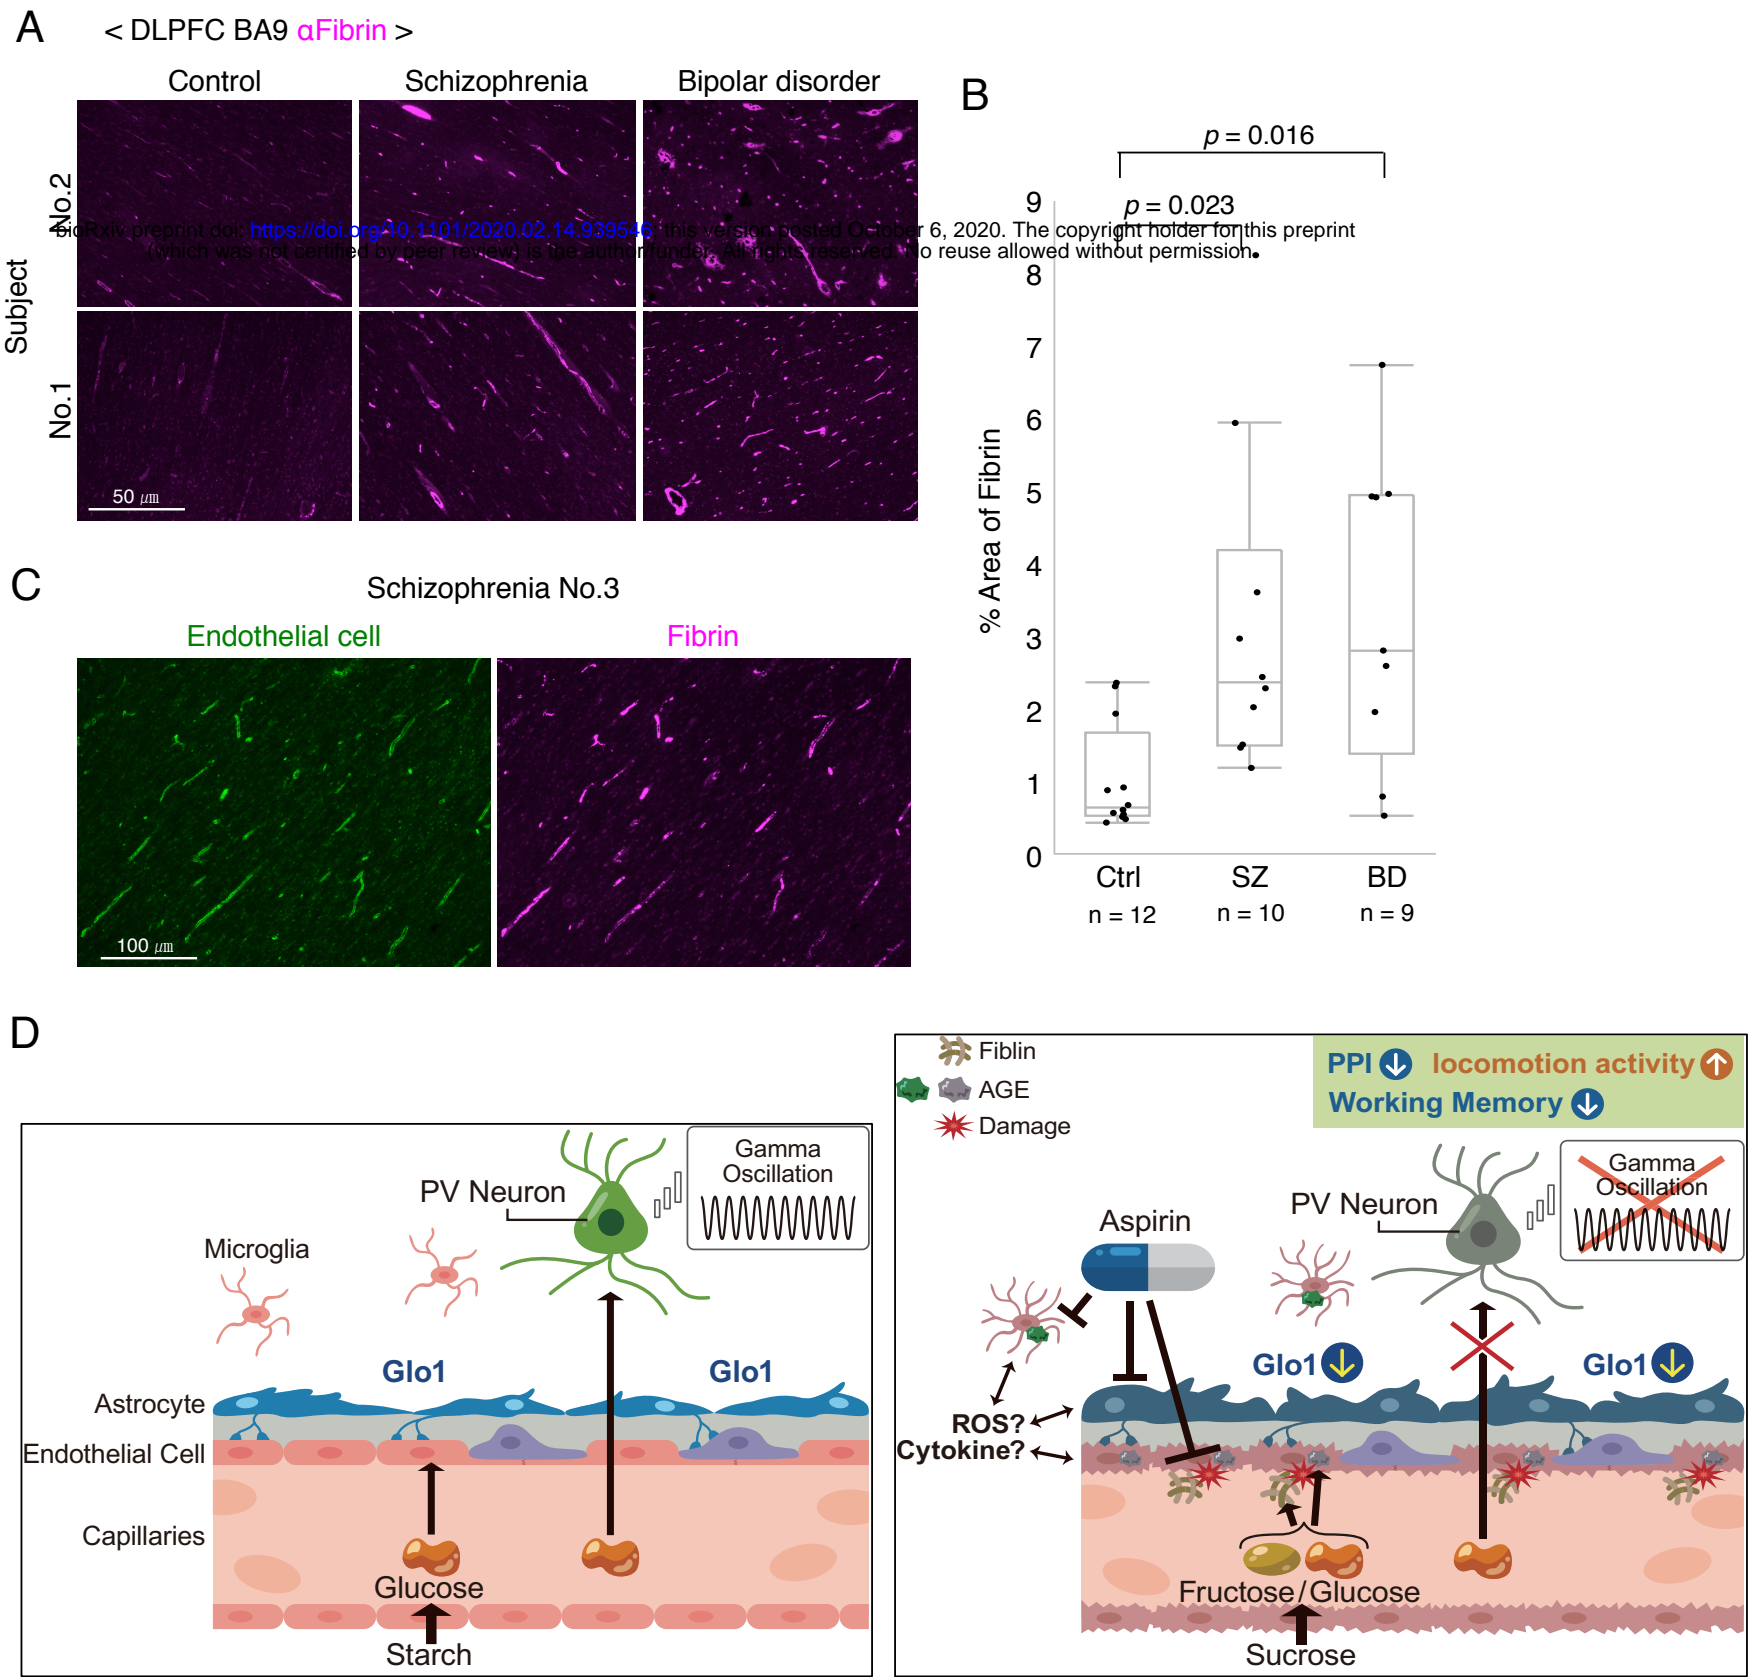 A
< DLPFC BA9 αFibrin >
Control
Schizophrenia
Bipolar disorder
Subject
No.2
No.1
50 μm
bioRxiv preprint doi: https://doi.org/10.1101/2020.02.14.939546; this version posted October 6, 2020. The copyright holder for this preprint
(which was not certified by peer review) is the author/funder. All rights reserved. No reuse allowed without permission.
B
p = 0.016
p = 0.023
% Area of Fibrin
9
8
7
6
5
4
3
2
1
0
Ctrl
SZ
BD
n = 12
n = 10
n = 9
C
Schizophrenia No.3
Endothelial cell
Fibrin
100 μm
D
Gamma
Oscillation
PV Neuron
Microglia
Glo1
Glo1
Astrocyte
Endothelial Cell
Capillaries
Glucose
Starch
Fiblin
AGE
Damage
PPI
locomotion activity
Working Memory
Gamma
Oscillation
PV Neuron
Aspirin
Glo1
Glo1
ROS?
Cytokine?
Fructose/Glucose
Sucrose